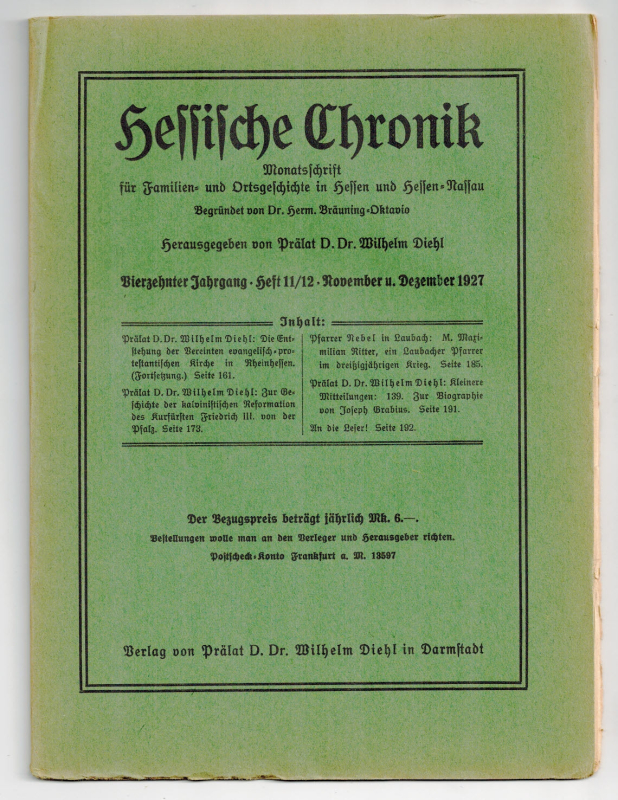 Hessische Chronik
Monatsschrift
für Familien- und Ortsgeschichte in Hessen und Hessen-Nassau
Begründet von Dr. Herm. Bräuning-Oktavio
Herausgegeben von Prälat D. Dr. Wilhelm Diehl
Vierzehnter Jahrgang · Heft 11/12 · November u. Dezember 1927
Inhalt:
Prälat D. Dr. Wilhelm Diehl: Die Ent-
stehung der Vereinten evangelisch-pro-
testantischen Kirche in Rheinhessen.
(Fortsetzung.) Seite 161.
Prälat D. Dr. Wilhelm Diehl: Zur Ge-
schichte der kalvinistischen Reformation
des Kurfürsten Friedrich III. von der
Pfalz. Seite 173.
Pfarrer Nebel in Laubach: M. Maxi-
milian Ritter, ein Laubacher Pfarrer
im dreißigjährigen Krieg. Seite 185.
Prälat D. Dr. Wilhelm Diehl: Kleinere
Mitteilungen: 139. Zur Biographie
von Joseph Grabius. Seite 191.
An die Leser! Seite 192.
Der Bezugspreis beträgt jährlich Mk. 6.—.
Bestellungen wolle man an den Verleger und Herausgeber richten.
Postscheck-Konto Frankfurt a. M. 13597
Verlag von Prälat D. Dr. Wilhelm Diehl in Darmstadt